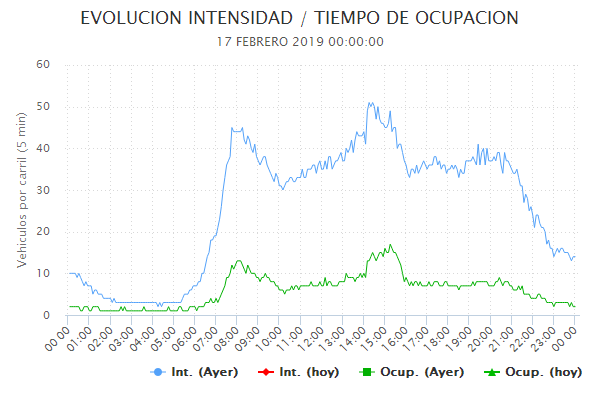 EVOLUCION INTENSIDAD / TIEMPO DE OCUPACION
17 FEBRERO 2019 00:00:00
60
50
40
30
20
10
0
Vehiculos por carril (5 min)
00:00 01:00 02:00 03:00 04:00 05:00 06:00 07:00 08:00 09:00 10:00 11:00 12:00 13:00 14:00 15:00 16:00 17:00 18:00 19:00 20:00 21:00 22:00 23:00 00:00
Int. (Ayer) Int. (hoy) Ocup. (Ayer) Ocup. (hoy)